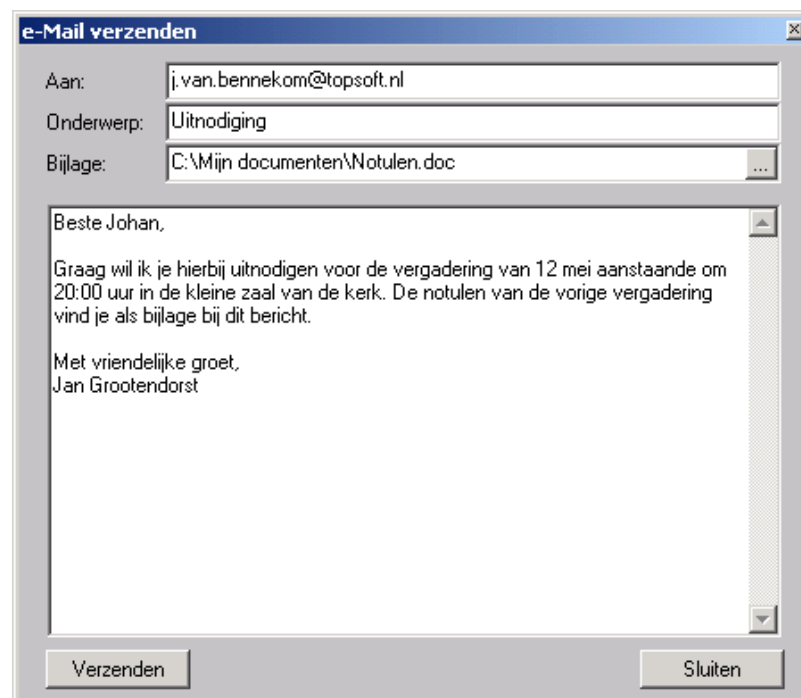 e-Mail verzenden
Aan: j.van.bennekom@topsoft.nl
Onderwerp: Uitnodiging
Bijlage: C:\Mijn documenten\Notulen.doc ...
Beste Johan,
Graag wil ik je hierbij uitnodigen voor de vergadering van 12 mei aanstaande om
20:00 uur in de kleine zaal van de kerk. De notulen van de vorige vergadering
vind je als bijlage bij dit bericht.
Met vriendelijke groet,
Jan Grootendorst
Verzenden Sluiten